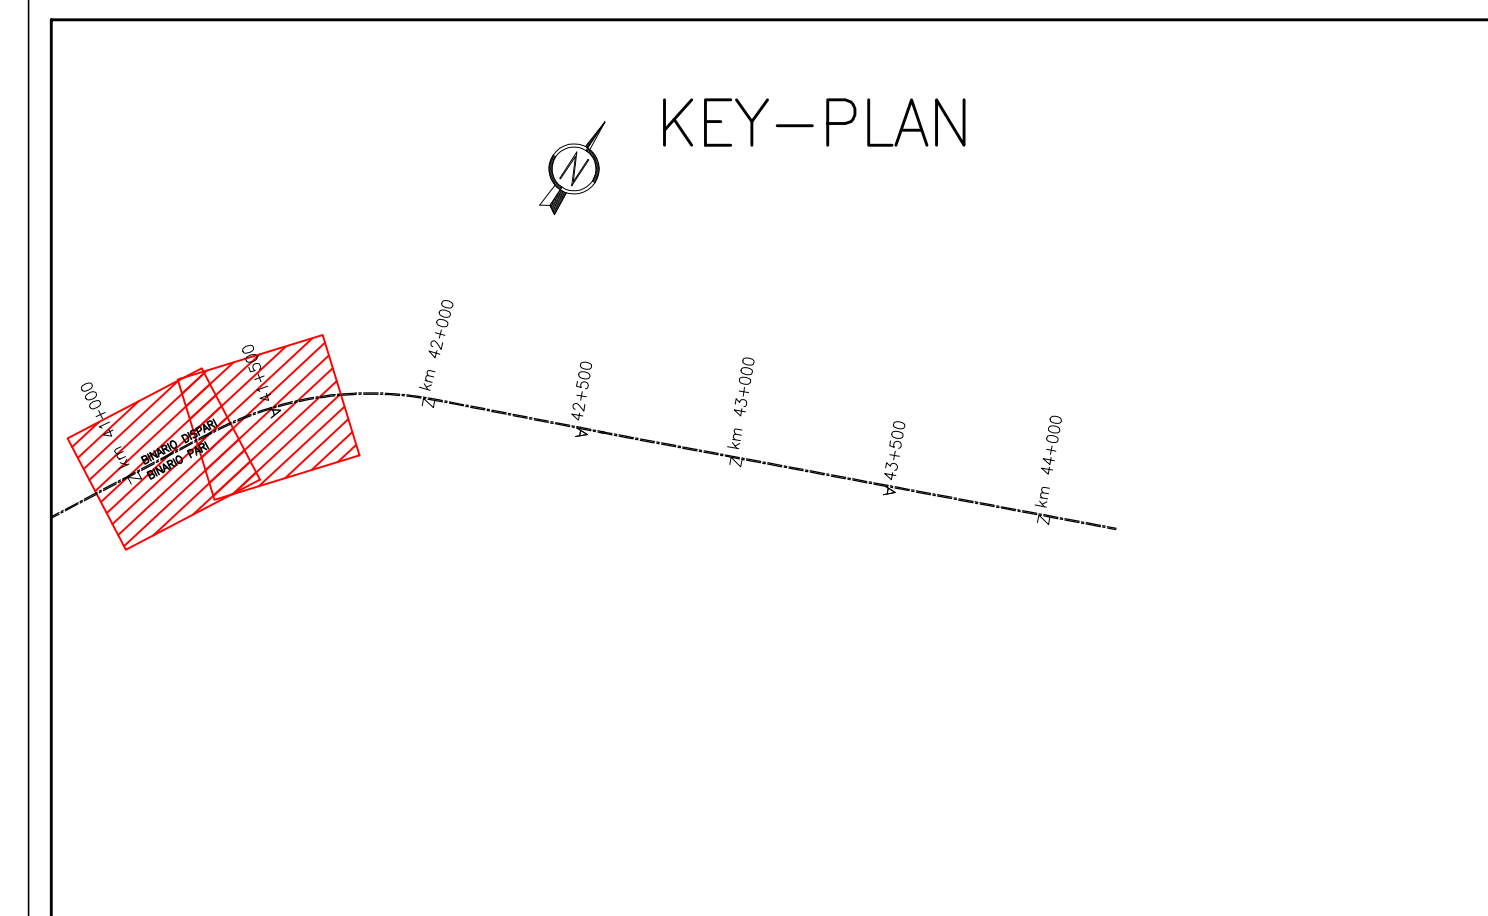 KEY-PLAN
N
km 41+000
BINARIO DISPARI
BINARIO PARI
41+500
km 42+000
42+500
km 43+000
43+500
km 44+000